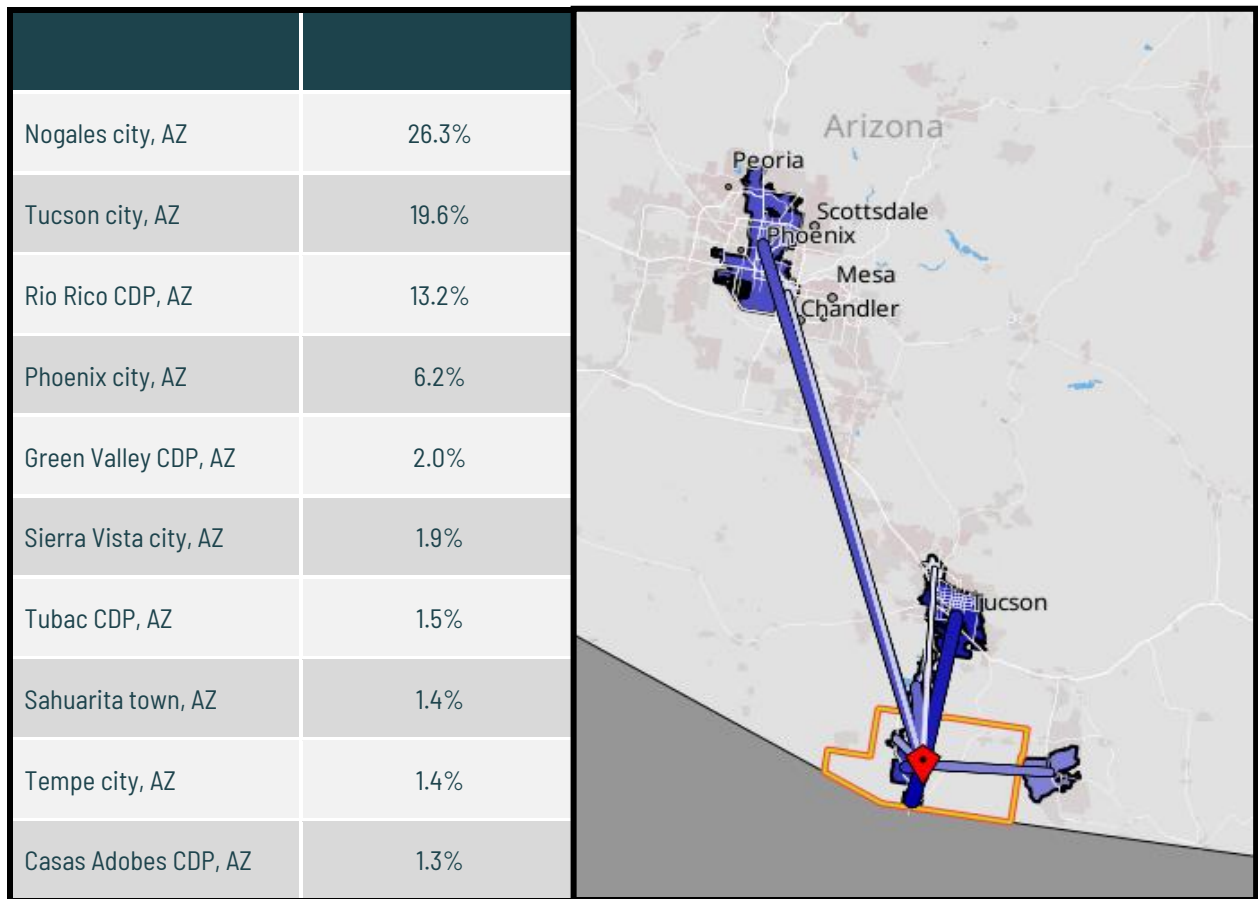 Nogales city, AZ 26.3%
Tucson city, AZ 19.6%
Rio Rico CDP, AZ 13.2%
Phoenix city, AZ 6.2%
Green Valley CDP, AZ 2.0%
Sierra Vista city, AZ 1.9%
Tubac CDP, AZ 1.5%
Sahuarita town, AZ 1.4%
Tempe city, AZ 1.4%
Casas Adobes CDP, AZ 1.3%
Arizona
Peoria
Scottsdale
Phoenix
Mesa
Chandler
Tucson